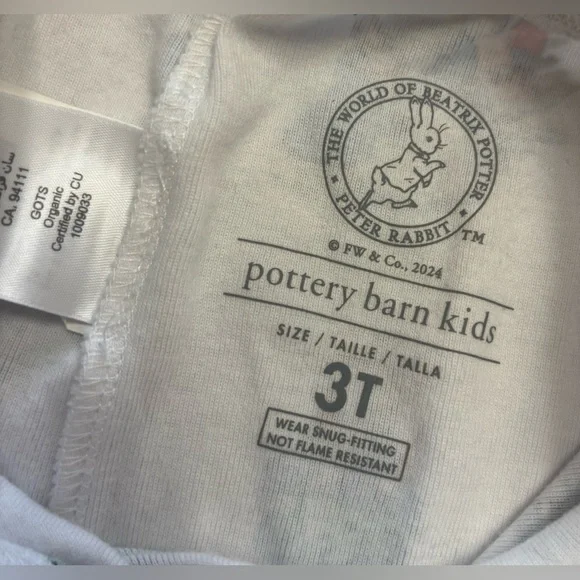 THE WORLD OF BEATRIX POTTER
PETER RABBIT ™
© FW & Co., 2024
pottery barn kids
SIZE / TAILLE / TALLA
3T
WEAR SNUG-FITTING
NOT FLAME RESISTANT
CA. 94111
GOTS
Organic
Certified by CU
1009033